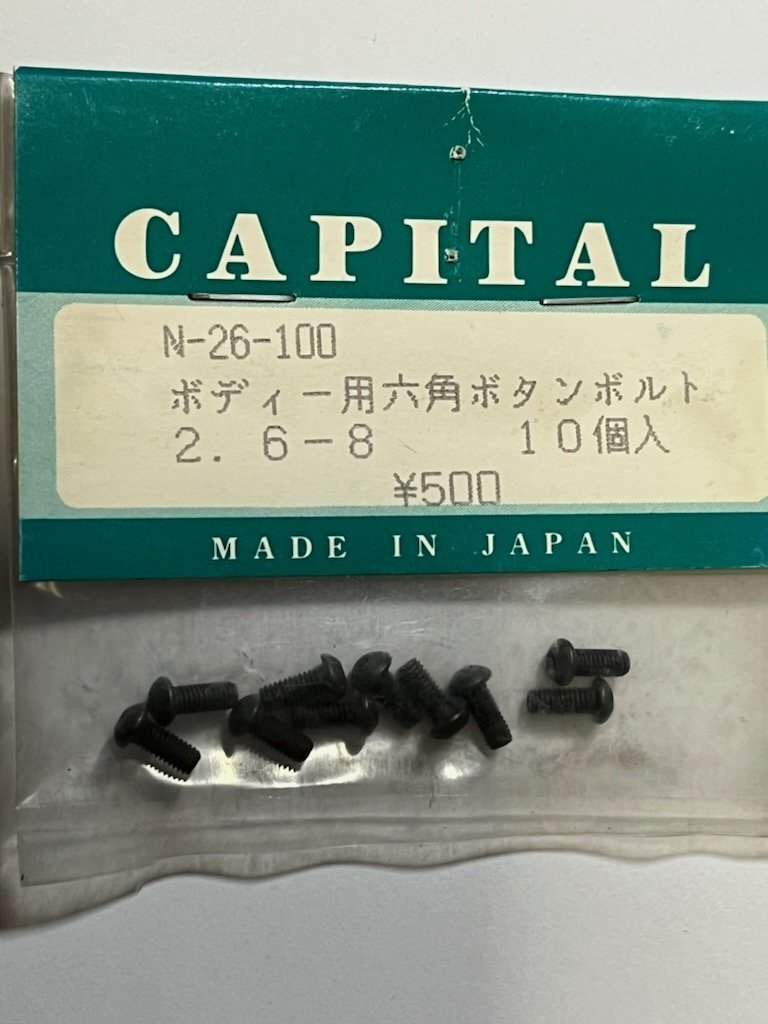 CAPITAL
N-26-100
ボディー用六角ボタンボルト
2.6-8 10個入
¥500
MADE IN JAPAN